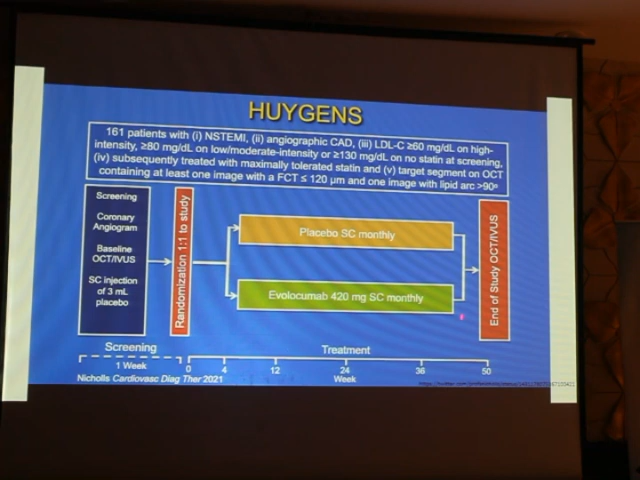 HUYGENS
161 patients with (i) NSTEMI, (ii) angiographic CAD, (iii) LDL-C ≥60 mg/dL on high-
intensity, ≥80 mg/dL on low/moderate-intensity or ≥130 mg/dL on no statin at screening,
(iv) subsequently treated with maximally tolerated statin and (v) target segment on OCT
containing at least one image with a FCT ≤ 120 μm and one image with lipid arc >90º
Screening
Coronary
Angiogram
Baseline
OCT/IVUS
SC injection
of 3 mL
placebo
Randomization 1:1 to study
Placebo SC monthly
Evolocumab 420 mg SC monthly
End of Study OCT/IVUS
Screening
Treatment
1 Week
0 4 12 24 36 50
Week
Nicholls Cardiovasc Diag Ther 2021